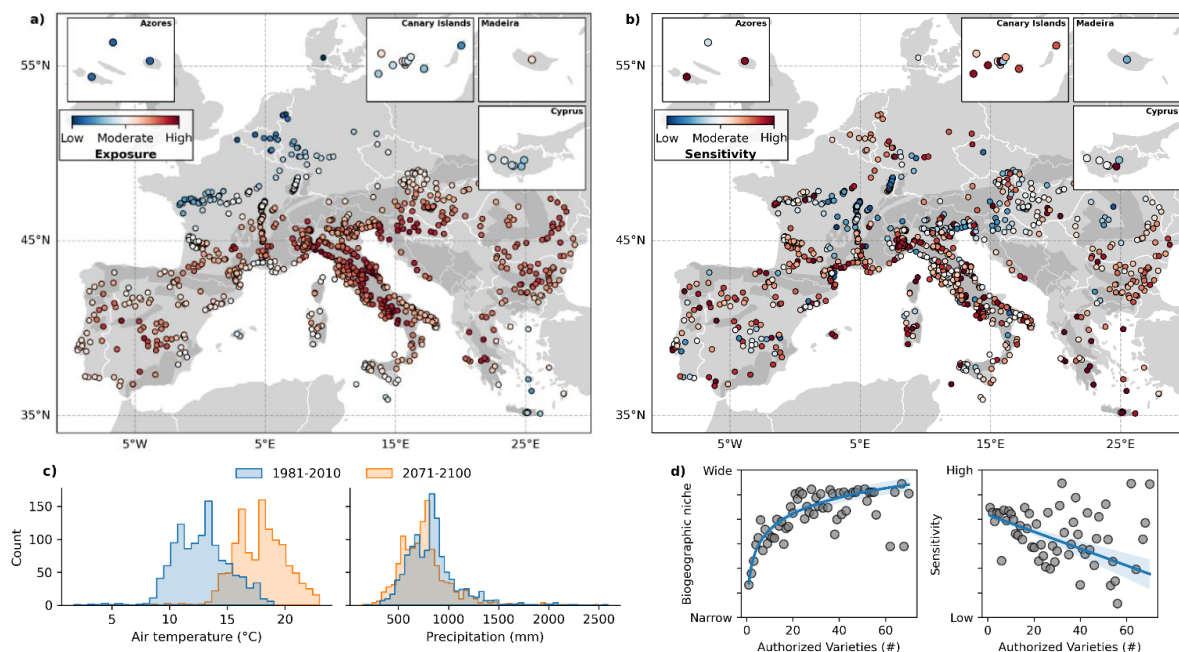 a)
Azores
Canary Islands
Madeira
Cyprus
55°N
45°N
35°N
Low Moderate High
Exposure
5°W 5°E 15°E 25°E
b)
Azores
Canary Islands
Madeira
Cyprus
55°N
45°N
35°N
Low Moderate High
Sensitivity
5°W 5°E 15°E 25°E
c)
1981-2010 2071-2100
Count
150
100
50
0
5 10 15 20
Air temperature (°C)
500 1000 1500 2000 2500
Precipitation (mm)
d)
Wide
Biogeographic niche
Narrow
0 20 40 60
Authorized Varieties (#)
High
Sensitivity
Low
0 20 40 60
Authorized Varieties (#)